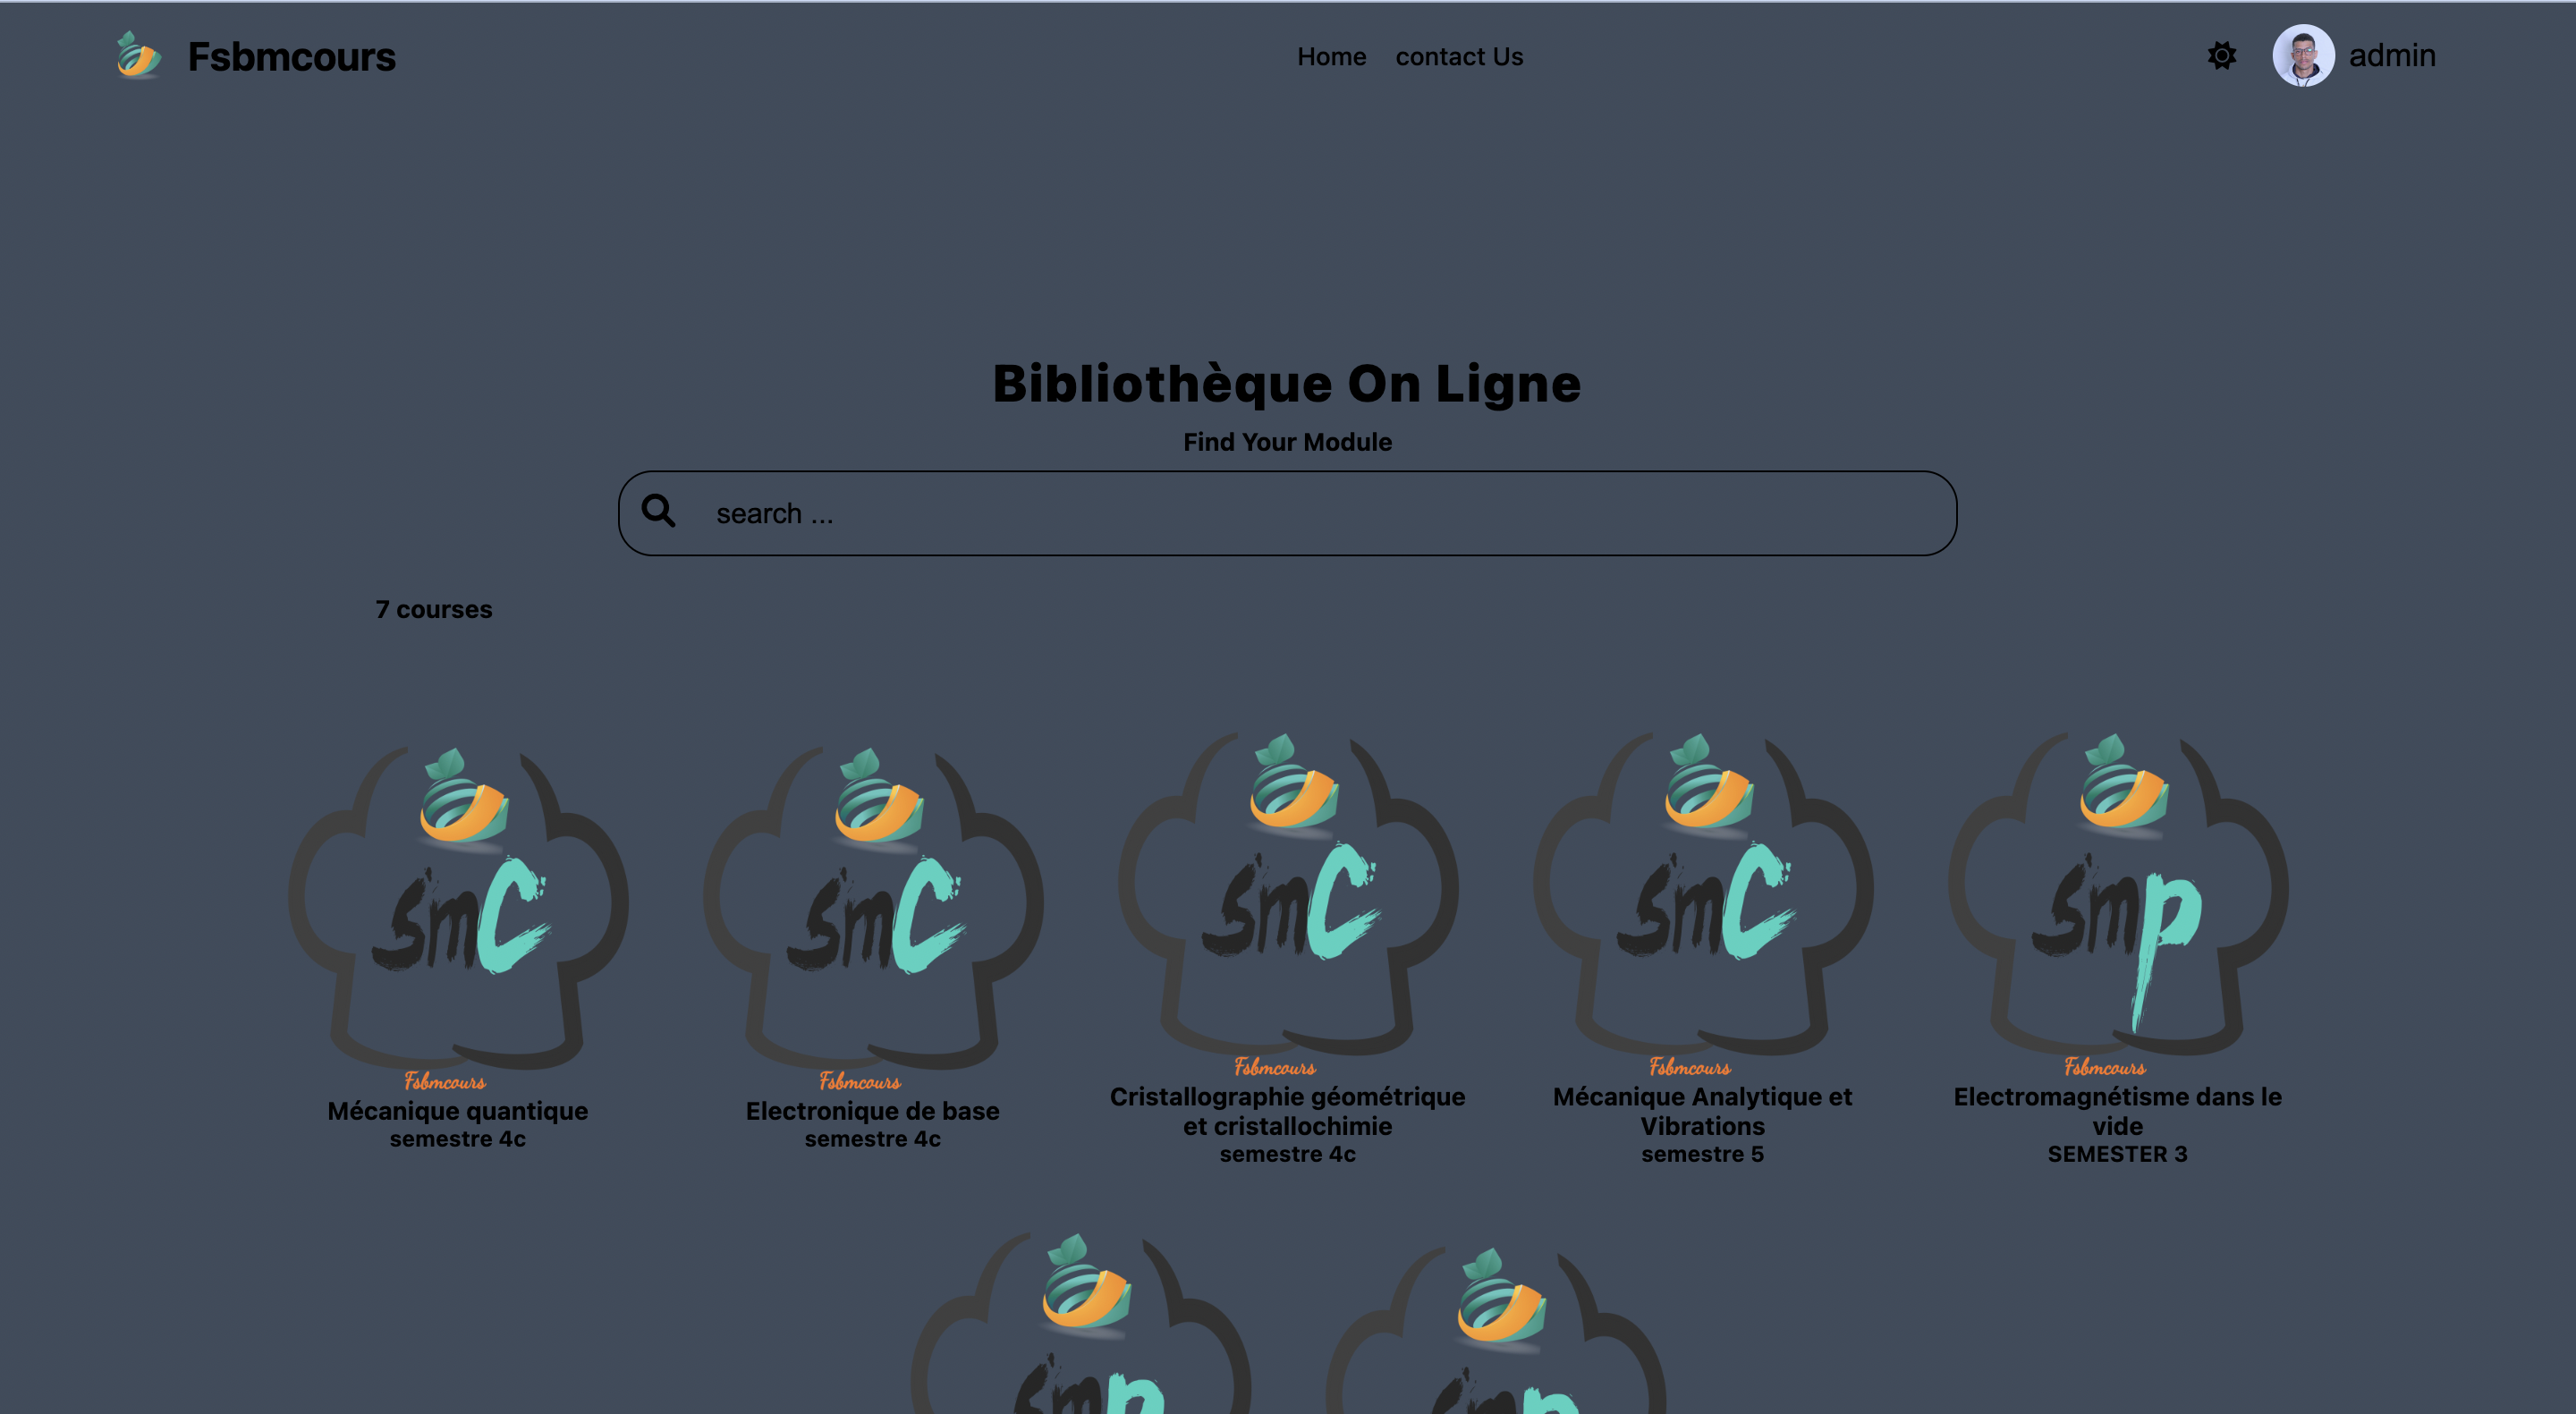 Fsbmcours
Home
contact Us
admin
Bibliothèque On Ligne
Find Your Module
search ...
7 courses
smC
Fsbmcours
Mécanique quantique
semestre 4c
smC
Fsbmcours
Electronique de base
semestre 4c
smC
Fsbmcours
Cristallographie géométrique
et cristallochimie
semestre 4c
smC
Fsbmcours
Mécanique Analytique et
Vibrations
semestre 5
smp
Fsbmcours
Electromagnétisme dans le
vide
SEMESTER 3
smp
smp